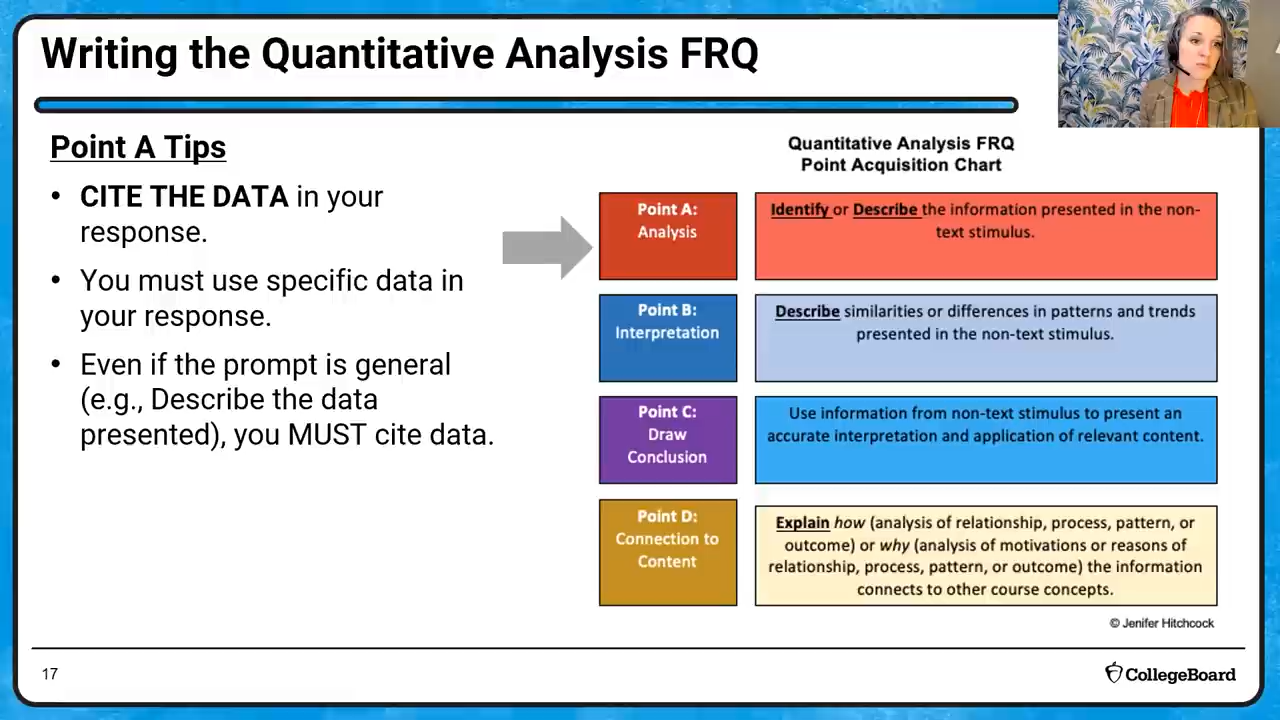 Writing the Quantitative Analysis FRQ
Point A Tips
• CITE THE DATA in your
response.
• You must use specific data in
your response.
• Even if the prompt is general
(e.g., Describe the data
presented), you MUST cite data.
Quantitative Analysis FRQ
Point Acquisition Chart
Point A:
Analysis
Identify or Describe the information presented in the non-
text stimulus.
Point B:
Interpretation
Describe similarities or differences in patterns and trends
presented in the non-text stimulus.
Point C:
Draw
Conclusion
Use information from non-text stimulus to present an
accurate interpretation and application of relevant content.
Point D:
Connection to
Content
Explain how (analysis of relationship, process, pattern, or
outcome) or why (analysis of motivations or reasons of
relationship, process, pattern, or outcome) the information
connects to other course concepts.
© Jenifer Hitchcock
17
CollegeBoard